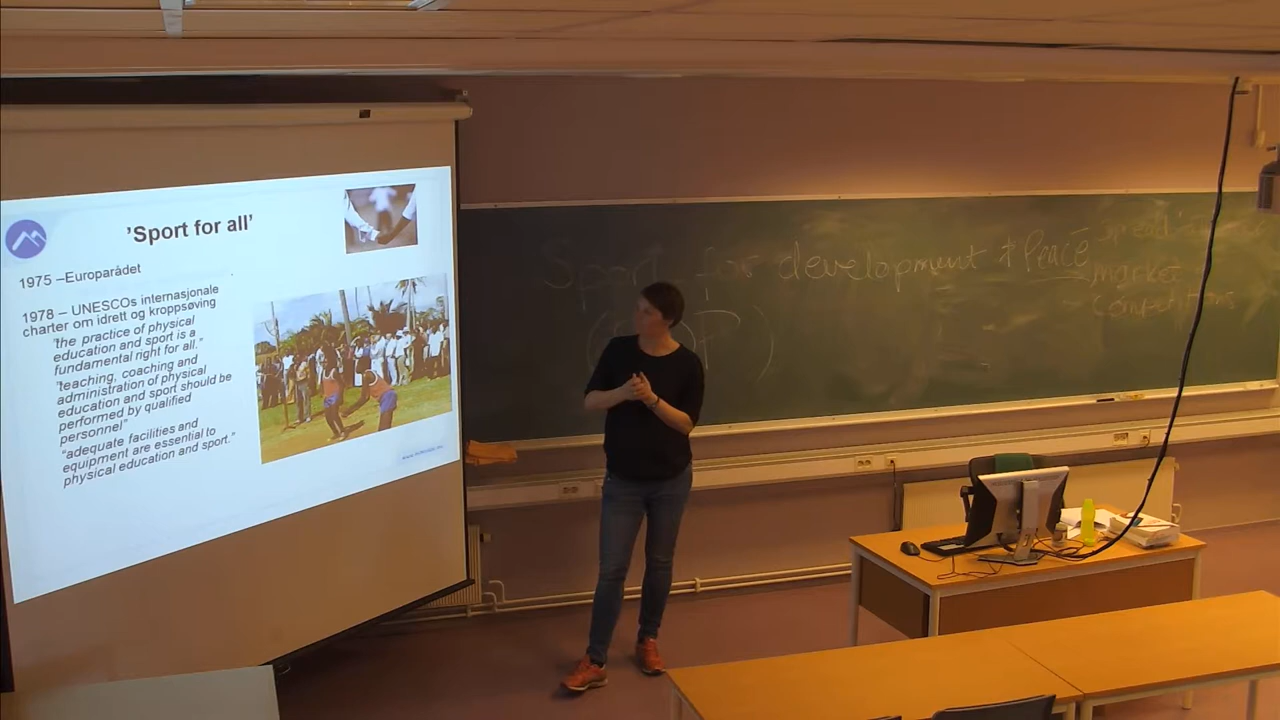 ’Sport for all’
1975 –Europarådet
1978 – UNESCOs internasjonale
charter om idrett og kroppsøving
”the practice of physical
education and sport is a
fundamental right for all.”
”teaching, coaching and
administration of physical
education and sport should be
performed by qualified
personnel”
“adequate facilities and
equipment are essential to
physical education and sport.”
Sport for development + Peace
spread
market
competitions